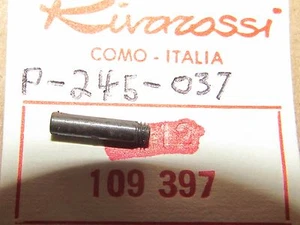 Rivarossi
COMO - ITALIA
P-245-037
109 397